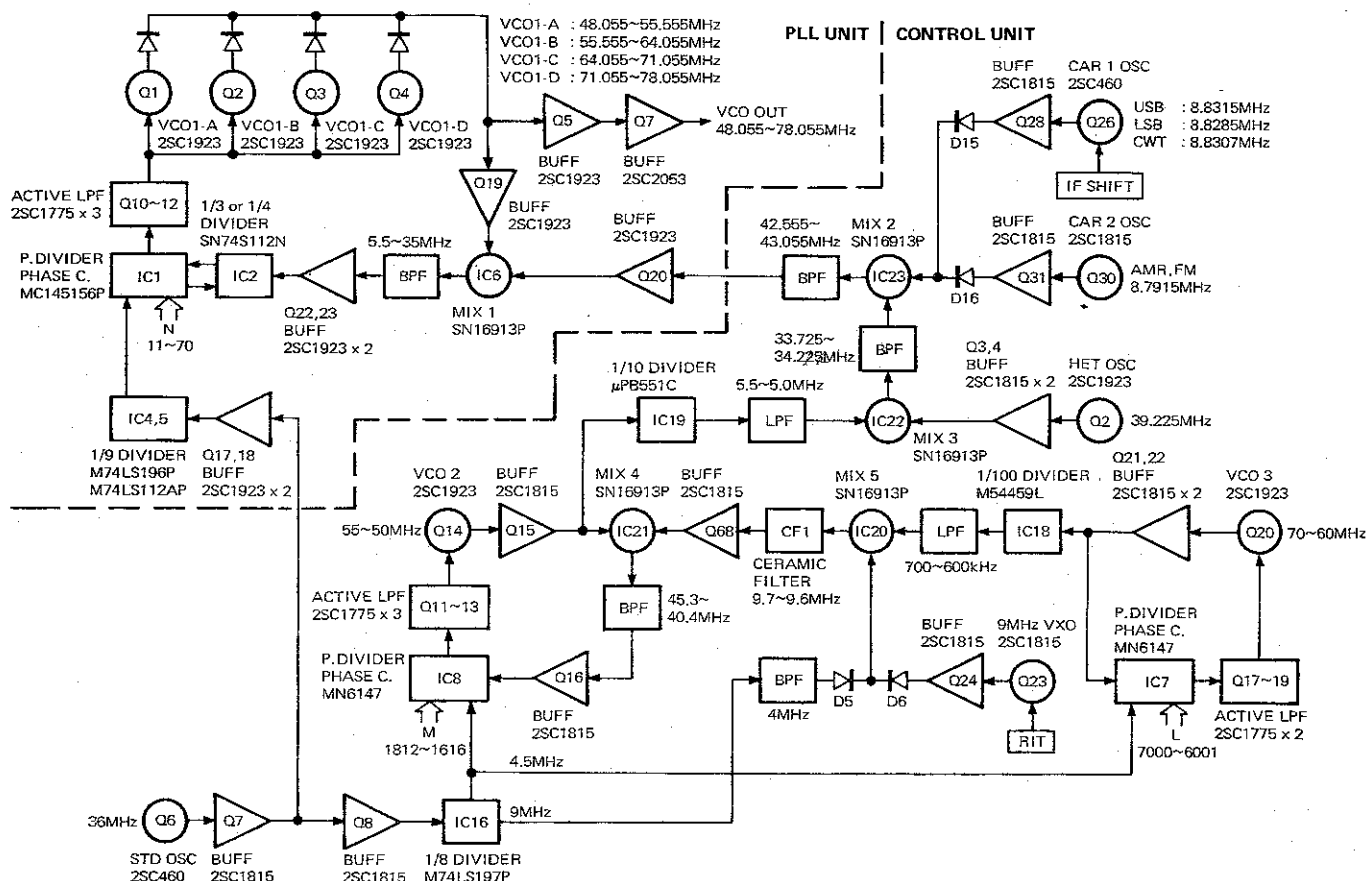 VCO1-A : 48.055~55.555MHz
VCO1-B : 55.555~64.055MHz
VCO1-C : 64.055~71.055MHz
VCO1-D : 71.055~78.055MHz
PLL UNIT
CONTROL UNIT
Q1
Q2
Q3
Q4
VCO1-A
2SC1923
VCO1-B
2SC1923
VCO1-C
2SC1923
VCO1-D
2SC1923
Q5
BUFF
2SC1923
Q7
BUFF
2SC2053
VCO OUT
48.055~78.055MHz
BUFF
2SC1815
Q28
D15
CAR 1 OSC
2SC460
Q26
USB : 8.8315MHz
LSB : 8.8285MHz
CWT : 8.8307MHz
IF SHIFT
ACTIVE LPF
2SC1775 x 3
Q10~12
1/3 or 1/4
DIVIDER
SN74S112N
Q19
BUFF
2SC1923
BUFF
2SC1923
Q20
42.555~
43.055MHz
BPF
MIX 2
SN16913P
IC23
BUFF
2SC1815
Q31
D16
CAR 2 OSC
2SC1815
Q30
AMR,FM
8.7915MHz
P.DIVIDER
PHASE C.
MC145156P
IC1
IC2
N
11~70
Q22,23
BUFF
2SC1923 x 2
5.5~35MHz
BPF
IC6
MIX 1
SN16913P
33.725~
34.225MHz
BPF
Q3,4
BUFF
2SC1815 x 2
HET OSC
2SC1923
Q2
39.225MHz
1/10 DIVIDER
μPB551C
IC19
5.5~5.0MHz
LPF
IC22
MIX 3
SN16913P
IC4,5
1/9 DIVIDER
M74LS196P
M74LS112AP
Q17,18
BUFF
2SC1923 x 2
VCO 2
2SC1923
55~50MHz
Q14
BUFF
2SC1815
Q15
MIX 4
SN16913P
IC21
BUFF
2SC1815
Q68
CF1
CERAMIC
FILTER
9.7~9.6MHz
MIX 5
SN16913P
IC20
LPF
700~600kHz
1/100 DIVIDER
M54459L
IC18
Q21,22
BUFF
2SC1815 x 2
VCO 3
2SC1923
Q20
70~60MHz
ACTIVE LPF
2SC1775 x 3
Q11~13
BPF
45.3~
40.4MHz
P.DIVIDER
PHASE C.
MN6147
IC8
M
1812~1616
Q16
BUFF
2SC1815
BPF
4MHz
D5
D6
BUFF
2SC1815
Q24
9MHz VXO
2SC1815
Q23
RIT
P.DIVIDER
PHASE C.
MN6147
IC7
L
7000~6001
Q17~19
ACTIVE LPF
2SC1775 x 2
4.5MHz
9MHz
36MHz
Q6
STD OSC
2SC460
Q7
BUFF
2SC1815
Q8
BUFF
2SC1815
IC16
1/8 DIVIDER
M74LS197P